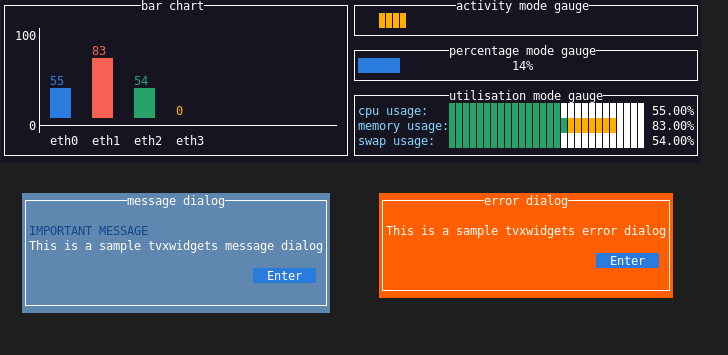 bar chart
100
83
55
54
0
0
eth0 eth1 eth2 eth3
activity mode gauge
percentage mode gauge
14%
utilisation mode gauge
cpu usage: 55.00%
memory usage: 83.00%
swap usage: 54.00%
message dialog
IMPORTANT MESSAGE
This is a sample tvxwidgets message dialog
Enter
error dialog
This is a sample tvxwidgets error dialog
Enter